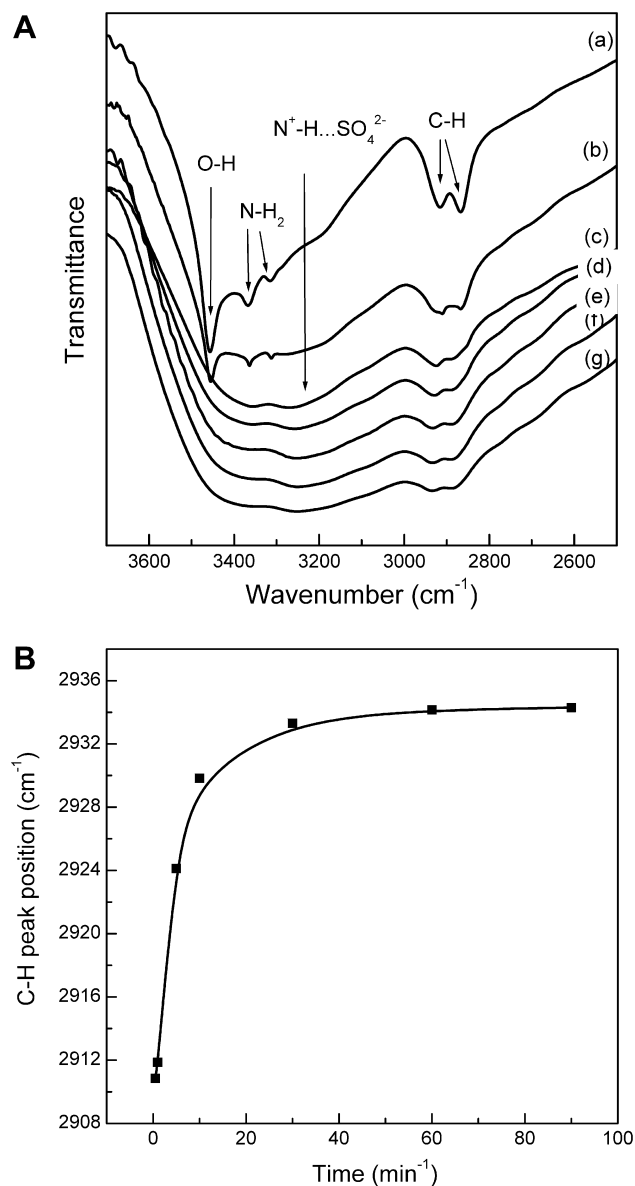 A
(a)
N⁺-H...SO₄²⁻
C-H
(b)
O-H
N-H₂
(c)
(d)
(e)
(f)
(g)
Transmittance
3600 3400 3200 3000 2800 2600
Wavenumber (cm⁻¹)
B
2936
2932
2928
2924
2920
2916
2912
2908
C-H peak position (cm⁻¹)
0 20 40 60 80 100
Time (min⁻¹)